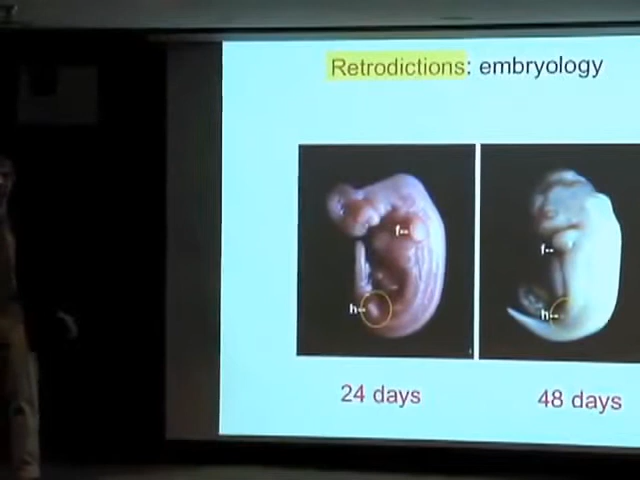 Retrodictions: embryology
f--
f--
h--
h--
24 days
48 days